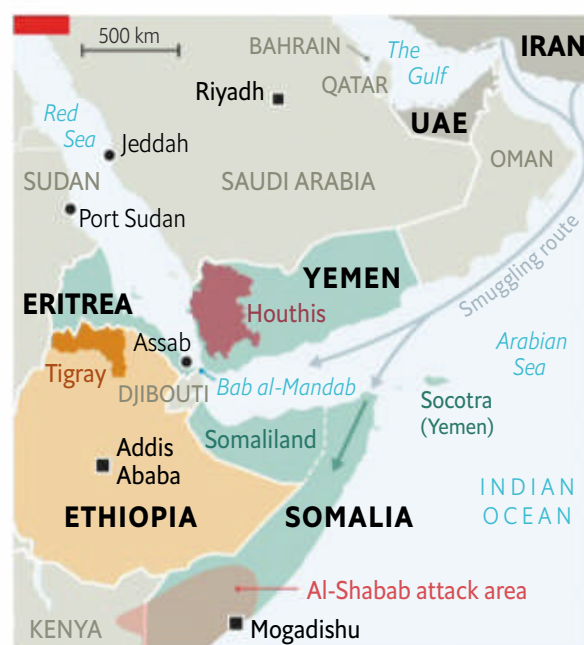 500 km
BAHRAIN
The
Gulf
IRAN
Riyadh
QATAR
UAE
Red
Sea
Jeddah
OMAN
SUDAN
SAUDI ARABIA
Port Sudan
YEMEN
Smuggling route
ERITREA
Houthis
Assab
Arabian
Sea
Tigray
DJIBOUTI
Bab al-Mandab
Socotra
(Yemen)
Somaliland
Addis
Ababa
INDIAN
OCEAN
ETHIOPIA
SOMALIA
Al-Shabab attack area
KENYA
Mogadishu